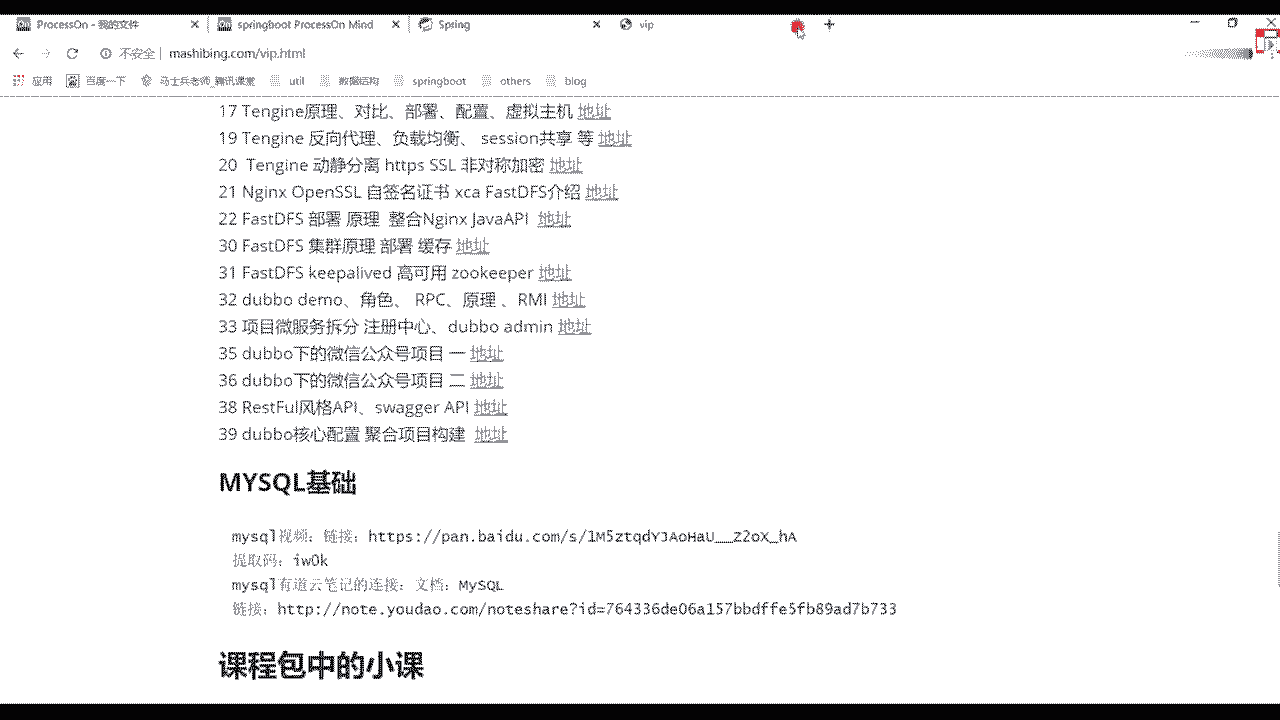 ProcessOn - 我的文件
springboot ProcessOn Mind
Spring
vip
不安全 | mashibing.com/vip.html
应用
百度一下
马士兵老师_腾讯课堂
util
数据结构
springboot
others
blog
17 Tengine原理、对比、部署、配置、虚拟主机 地址
19 Tengine 反向代理、负载均衡、 session共享 等 地址
20 Tengine 动静分离 https SSL 非对称加密 地址
21 Nginx OpenSSL 自签名证书 xca FastDFS介绍 地址
22 FastDFS 部署 原理 整合Nginx JavaAPI 地址
30 FastDFS 集群原理 部署 缓存 地址
31 FastDFS keepalived 高可用 zookeeper 地址
32 dubbo demo、角色、 RPC、原理 、RMI 地址
33 项目微服务拆分 注册中心、dubbo admin 地址
35 dubbo下的微信公众号项目 一 地址
36 dubbo下的微信公众号项目 二 地址
38 RestFul风格API、swagger API 地址
39 dubbo核心配置 聚合项目构建 地址
MYSQL基础
mysql视频：链接：https://pan.baidu.com/s/1M5ztqdY3AoHaU__Z2oX_hA
提取码：iw0k
mysql有道云笔记的连接：文档：MySQL
链接：http://note.youdao.com/noteshare?id=764336de06a157bbdffe5fb89ad7b733
课程包中的小课